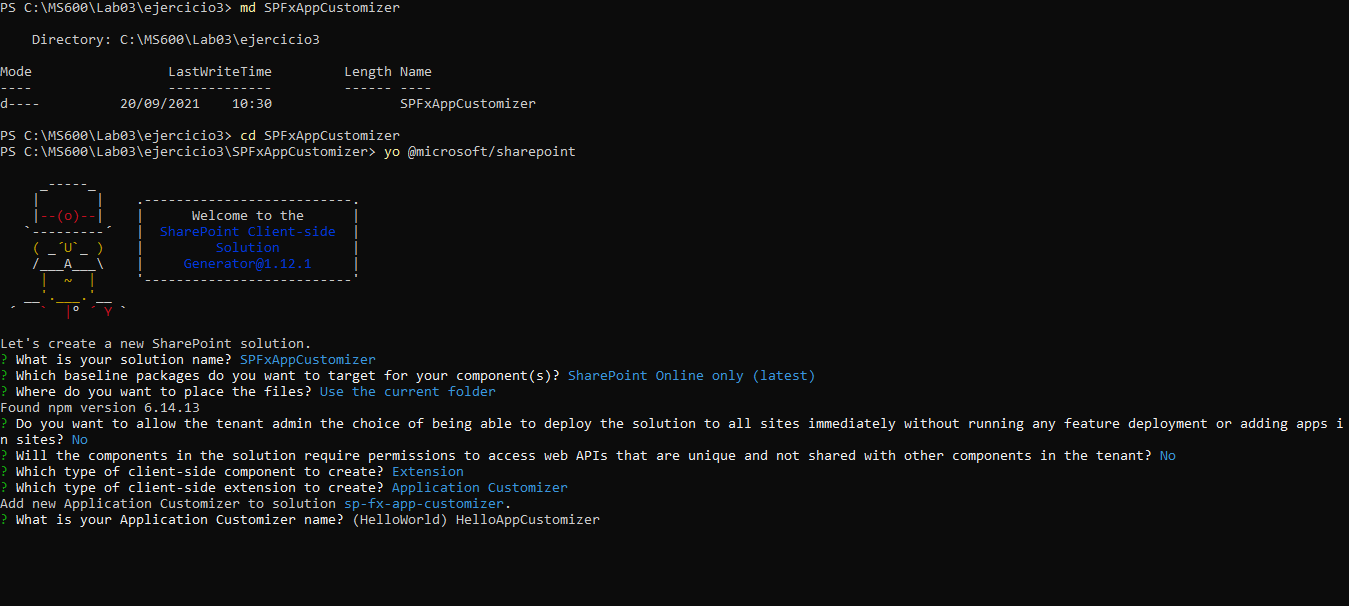 PS C:\MS600\Lab03\ejercicio3> md SPFxAppCustomizer
    Directory: C:\MS600\Lab03\ejercicio3
Mode                 LastWriteTime         Length Name
----                 -------------         ------ ----
d----          20/09/2021    10:30                SPFxAppCustomizer
PS C:\MS600\Lab03\ejercicio3> cd SPFxAppCustomizer
PS C:\MS600\Lab03\ejercicio3\SPFxAppCustomizer> yo @microsoft/sharepoint
     _-----_
    |       |    .--------------------------.
    |--(o)--|    |      Welcome to the      |
   `---------´   |  SharePoint Client-side  |
    ( _´U`_ )    |         Solution         |
    /___A___\    |     Generator@1.12.1     |
     |  ~  |     '--------------------------'
   __'.___.'__
 ´   `  |° ´ Y `
Let's create a new SharePoint solution.
? What is your solution name? SPFxAppCustomizer
? Which baseline packages do you want to target for your component(s)? SharePoint Online only (latest)
? Where do you want to place the files? Use the current folder
Found npm version 6.14.13
? Do you want to allow the tenant admin the choice of being able to deploy the solution to all sites immediately without running any feature deployment or adding apps i
n sites? No
? Will the components in the solution require permissions to access web APIs that are unique and not shared with other components in the tenant? No
? Which type of client-side component to create? Extension
? Which type of client-side extension to create? Application Customizer
Add new Application Customizer to solution sp-fx-app-customizer.
? What is your Application Customizer name? (HelloWorld) HelloAppCustomizer